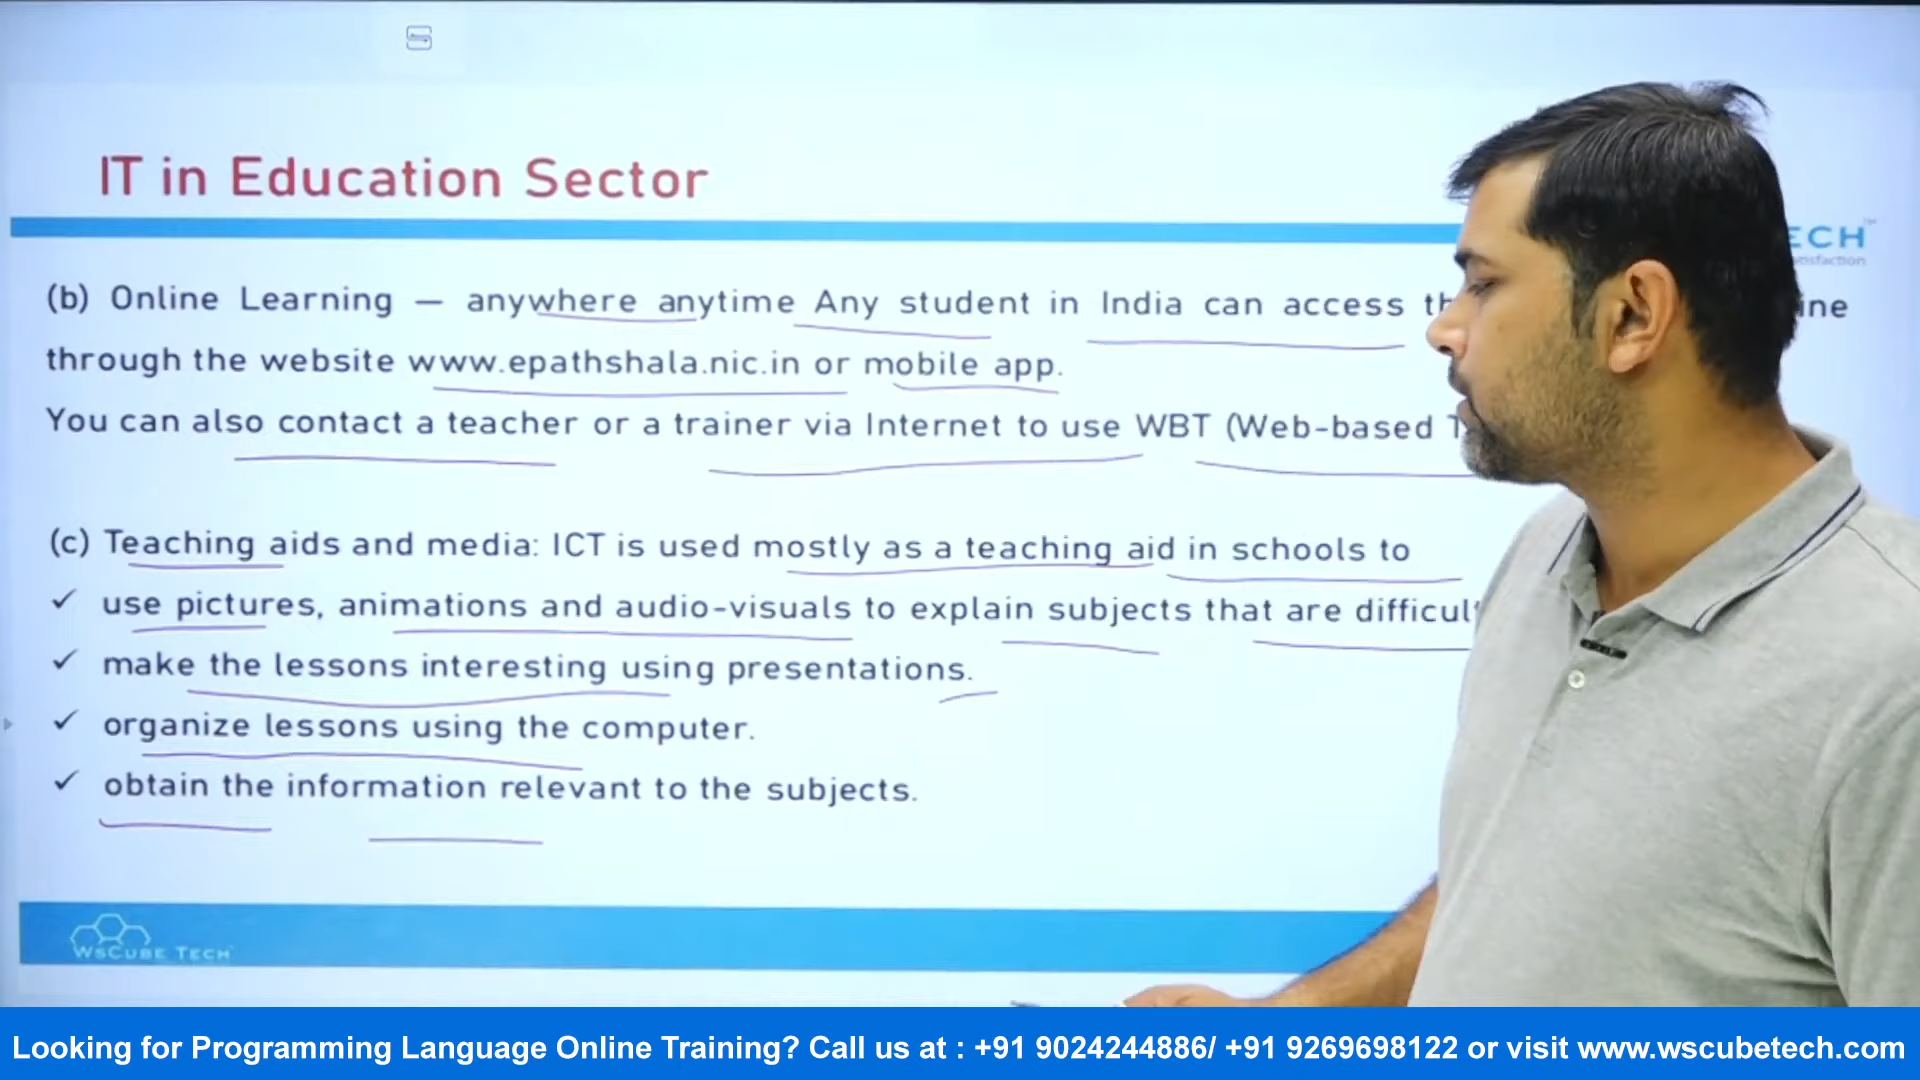 IT in Education Sector
ECH
(b) Online Learning – anywhere anytime Any student in India can access
through the website www.epathshala.nic.in or mobile app.
You can also contact a teacher or a trainer via Internet to use WBT (Web-based
(c) Teaching aids and media: ICT is used mostly as a teaching aid in schools to
✓ use pictures, animations and audio-visuals to explain subjects that are difficult
✓ make the lessons interesting using presentations.
✓ organize lessons using the computer.
✓ obtain the information relevant to the subjects.
WsCube Tech
Looking for Programming Language Online Training? Call us at : +91 9024244886/ +91 9269698122 or visit www.wscubetech.com